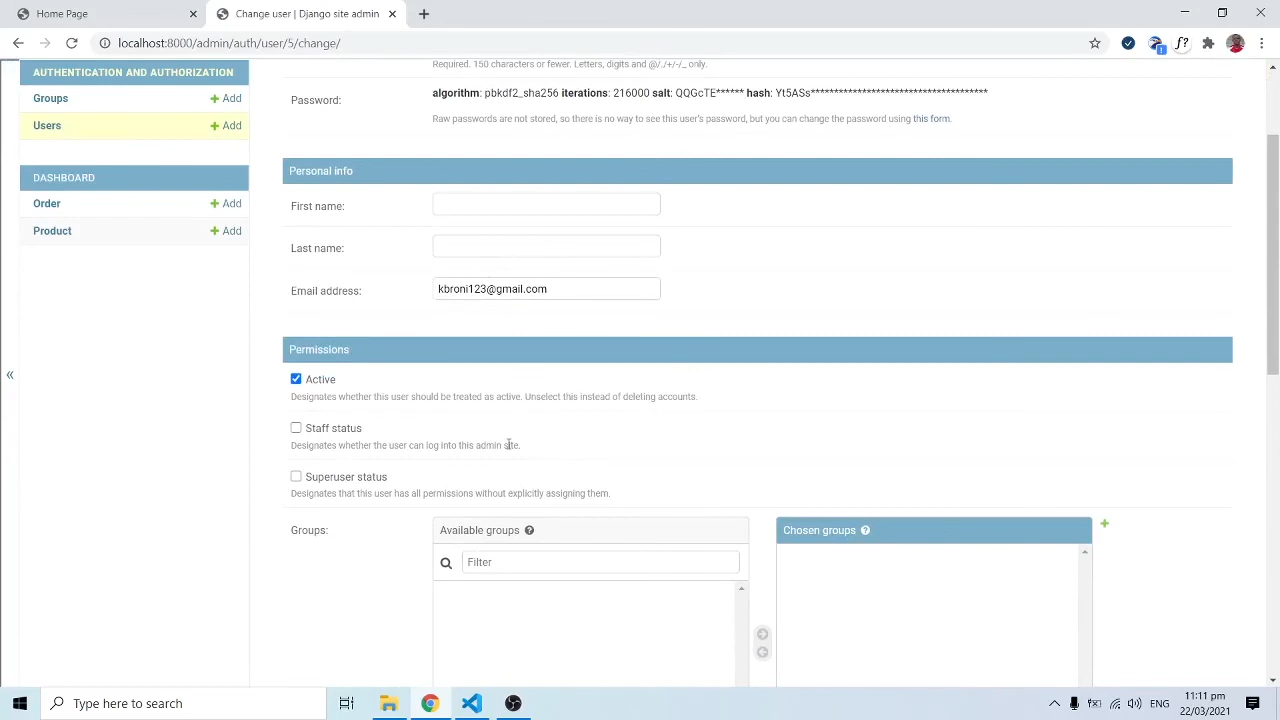 Home Page
Change user | Django site admin
localhost:8000/admin/auth/user/5/change/
AUTHENTICATION AND AUTHORIZATION
Groups
Add
Users
Add
DASHBOARD
Order
Add
Product
Add
Required. 150 characters or fewer. Letters, digits and @/./+/-/_ only.
Password:
algorithm: pbkdf2_sha256 iterations: 216000 salt: QQGcTE****** hash: Yt5ASs**************************************
Raw passwords are not stored, so there is no way to see this user's password, but you can change the password using this form.
Personal info
First name:
Last name:
Email address:
kbroni123@gmail.com
Permissions
Active
Designates whether this user should be treated as active. Unselect this instead of deleting accounts.
Staff status
Designates whether the user can log into this admin site.
Superuser status
Designates that this user has all permissions without explicitly assigning them.
Groups:
Available groups
Filter
Chosen groups
Type here to search
ENG
11:11 pm
22/03/2021